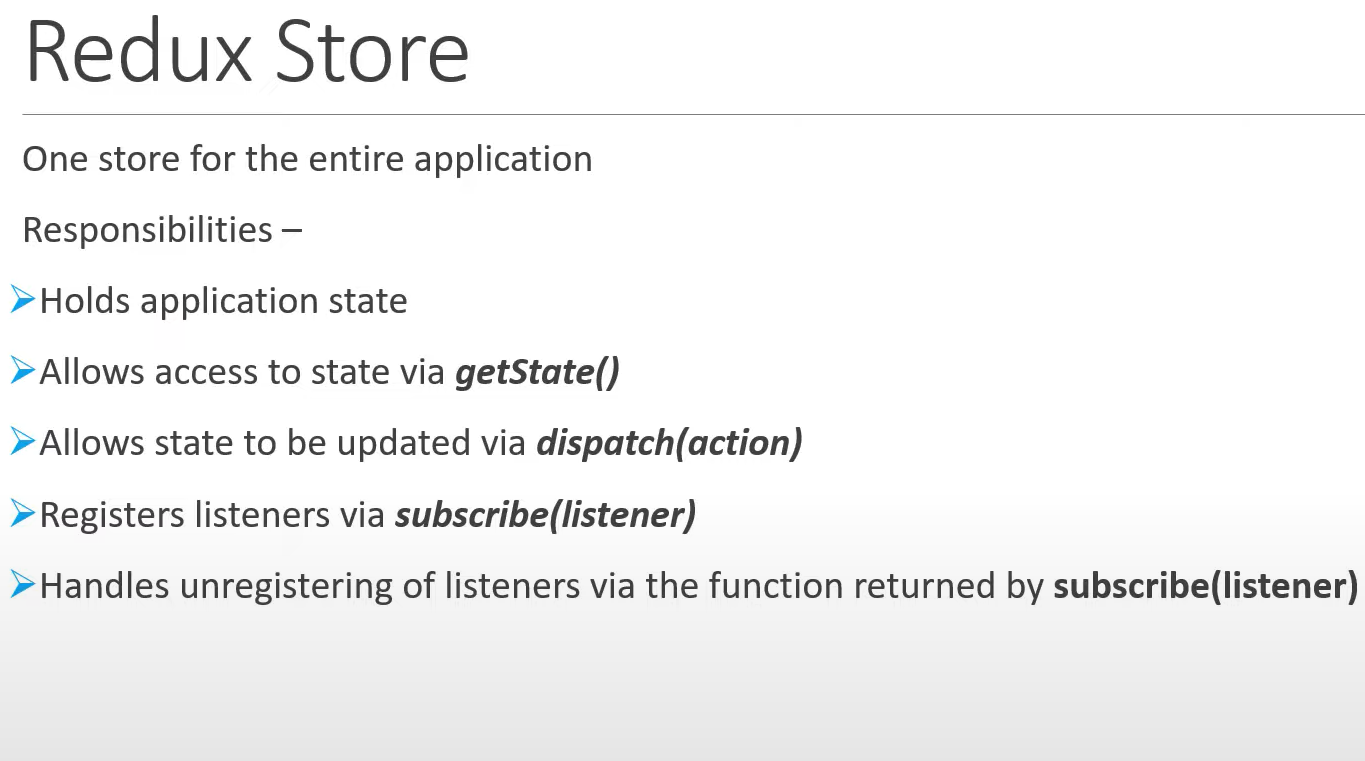 Redux Store
One store for the entire application
Responsibilities –
➢Holds application state
➢Allows access to state via getState()
➢Allows state to be updated via dispatch(action)
➢Registers listeners via subscribe(listener)
➢Handles unregistering of listeners via the function returned by subscribe(listener)